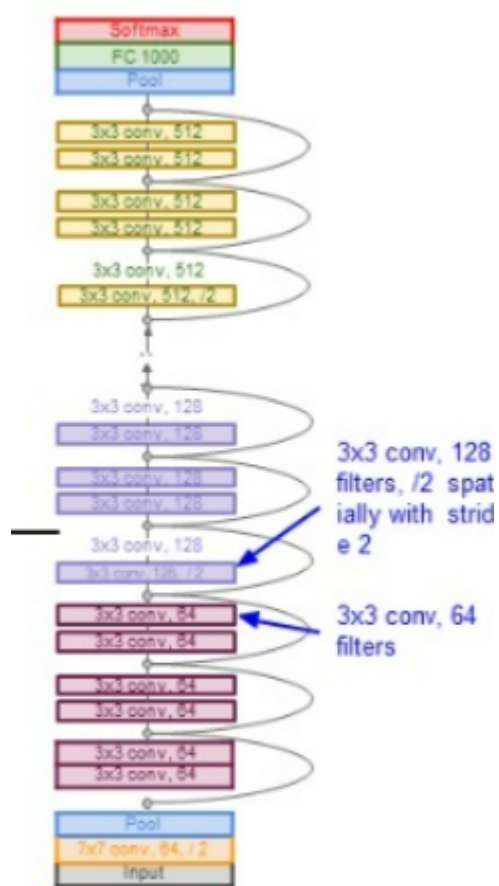 Softmax
FC 1000
Pool
3x3 conv, 512
3x3 conv, 512
3x3 conv, 512
3x3 conv, 512
3x3 conv, 512
3x3 conv, 512, /2
..
3x3 conv, 128
3x3 conv, 128
3x3 conv, 128
3x3 conv, 128
3x3 conv, 128
3x3 conv, 128, / 2
3x3 conv, 64
3x3 conv, 64
3x3 conv, 64
3x3 conv, 64
3x3 conv, 64
3x3 conv, 64
Pool
7x7 conv, 64, / 2
Input
3x3 conv, 128
filters, /2 spat
ially with strid
e 2
3x3 conv, 64
filters